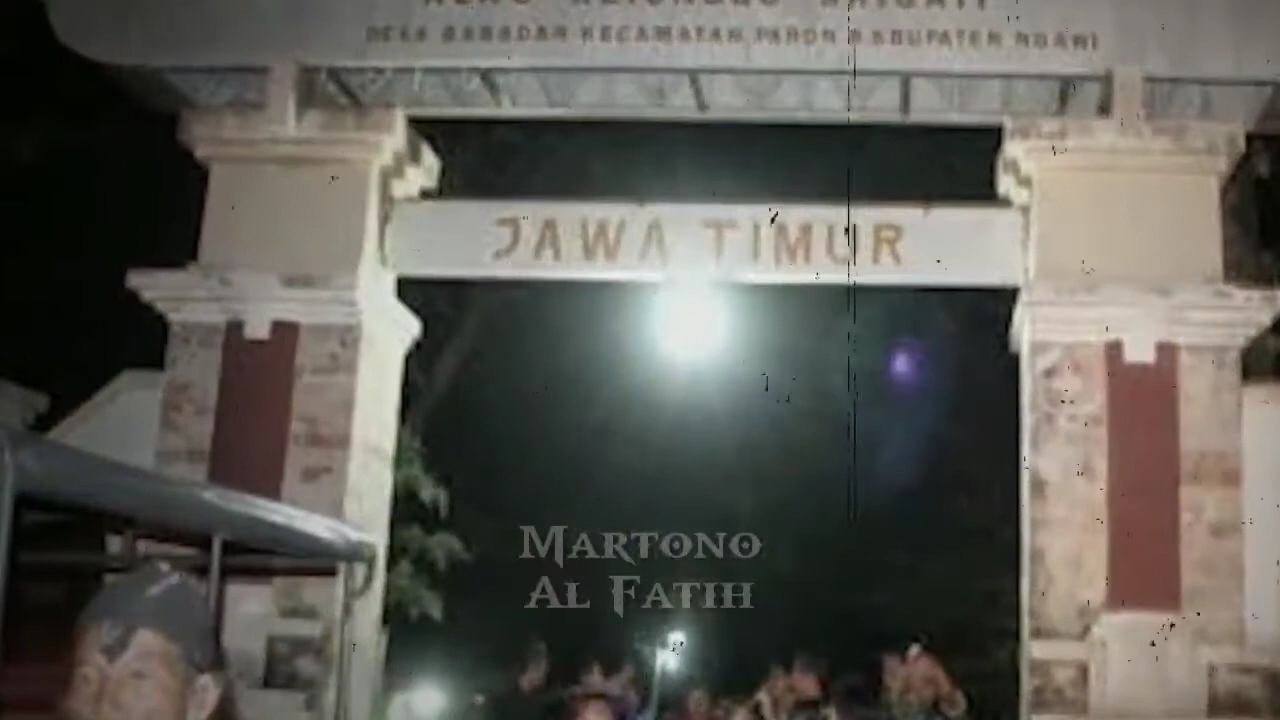 DESA BABADAN KECAMATAN PARON KABUPATEN NGAWI
JAWA TIMUR
MARTONO
AL FATIH